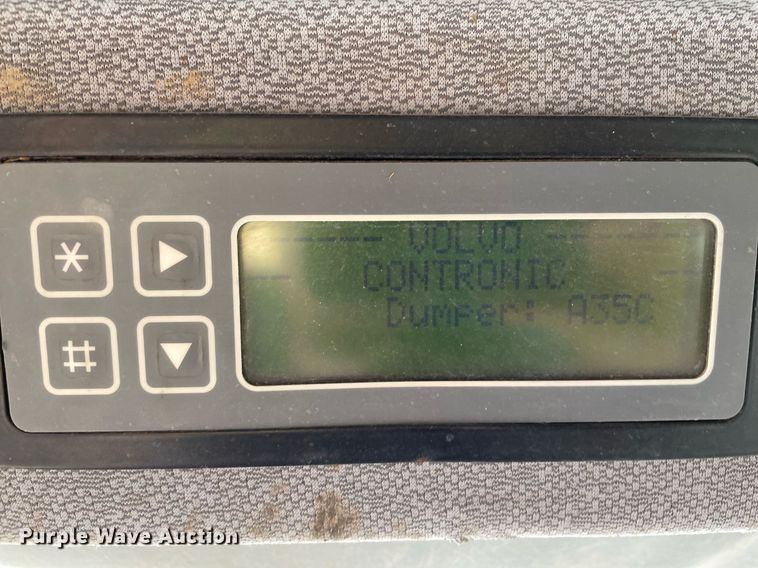 ------ VOLVO -------
-- CONTRONIC --
Dumper: A35C
*
#
Purple Wave Auction